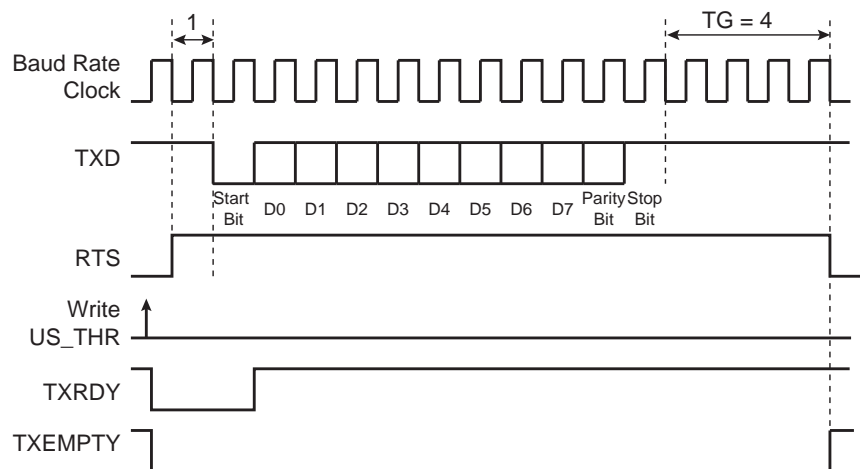 1
TG = 4
Baud Rate
Clock
TXD
Start
Bit
D0
D1
D2
D3
D4
D5
D6
D7
Parity
Bit
Stop
Bit
RTS
Write
US_THR
TXRDY
TXEMPTY